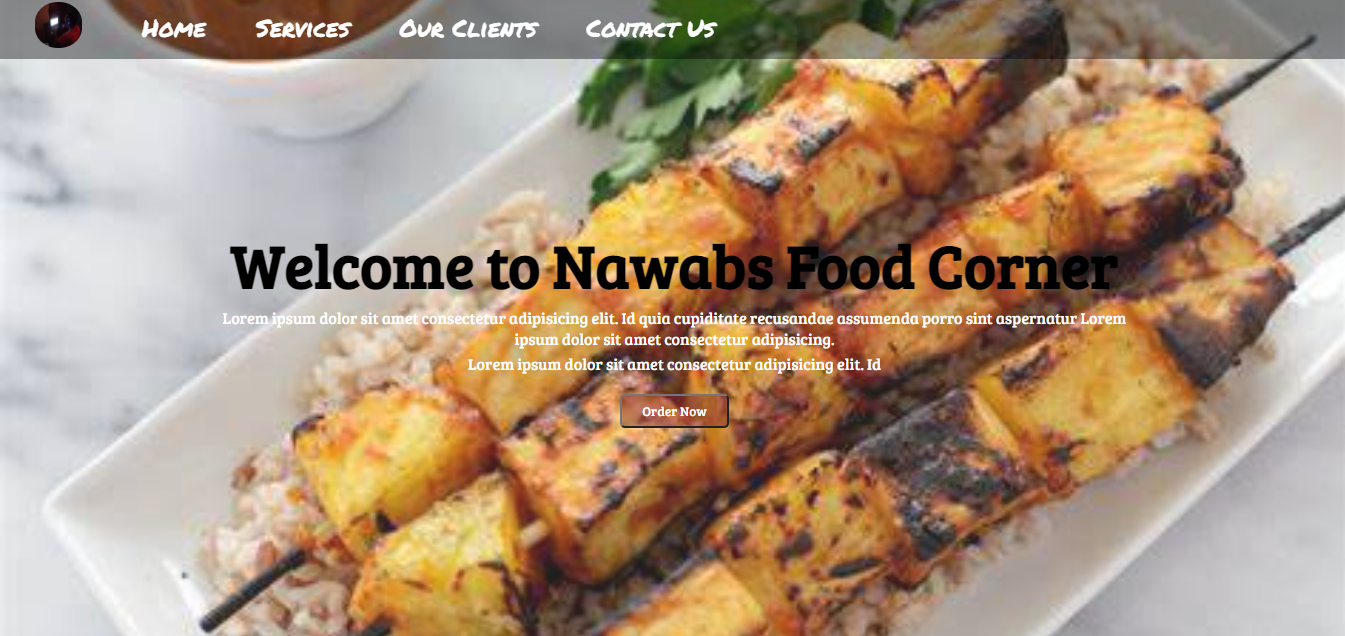 Home Services Our Clients Contact Us
Welcome to Nawabs Food Corner
Lorem ipsum dolor sit amet consectetur adipisicing elit. Id quia cupiditate recusandae assumenda porro sint aspernatur Lorem
ipsum dolor sit amet consectetur adipisicing.
Lorem ipsum dolor sit amet consectetur adipisicing elit. Id
Order Now